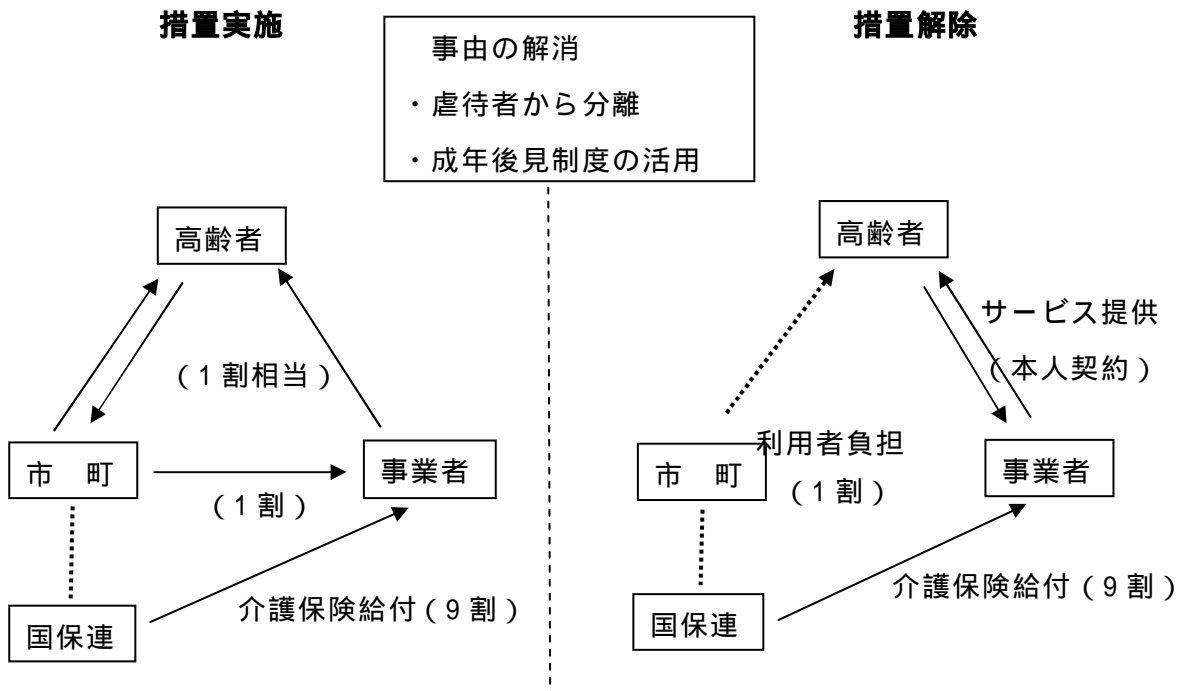 措置実施
事由の解消
・虐待者から分離
・成年後見制度の活用
措置解除
高齢者
（1割相当）
市　町
事業者
（1割）
介護保険給付（9割）
国保連
高齢者
サービス提供
（本人契約）
利用者負担
（1割）
市　町
事業者
介護保険給付（9割）
国保連